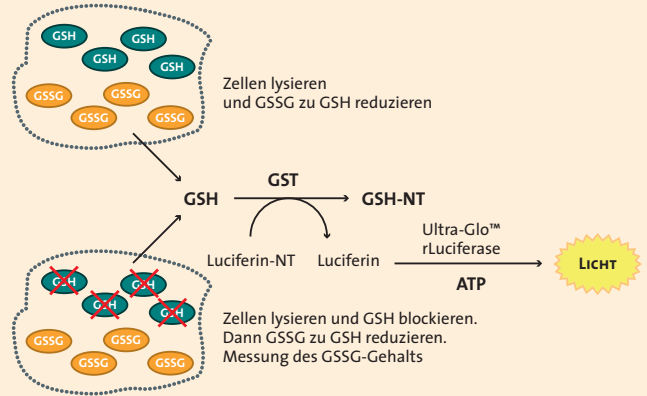 GSH
GSH
GSH
GSH
GSSG
GSSG
GSSG
GSSG
Zellen lysieren
und GSSG zu GSH reduzieren
GSH
GST
GSH-NT
Luciferin-NT
Luciferin
Ultra-Glo™
rLuciferase
ATP
LICHT
GSH
GSH
GSH
GSH
GSSG
GSSG
GSSG
GSSG
Zellen lysieren und GSH blockieren.
Dann GSSG zu GSH reduzieren.
Messung des GSSG-Gehalts